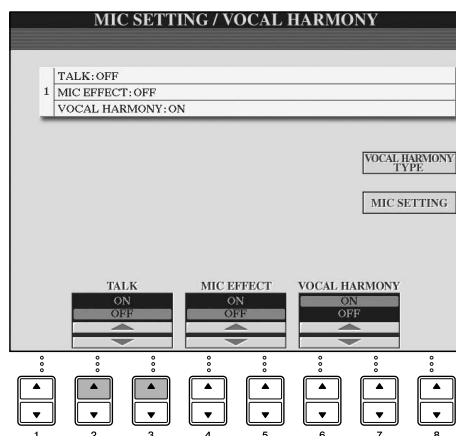 MIC SETTING / VOCAL HARMONY
TALK:OFF
1 MIC EFFECT:OFF
VOCAL HARMONY:ON
VOCAL HARMONY
TYPE
MIC SETTING
TALK MIC EFFECT VOCAL HARMONY
ON ON ON
OFF OFF OFF
1 2 3 4 5 6 7 8